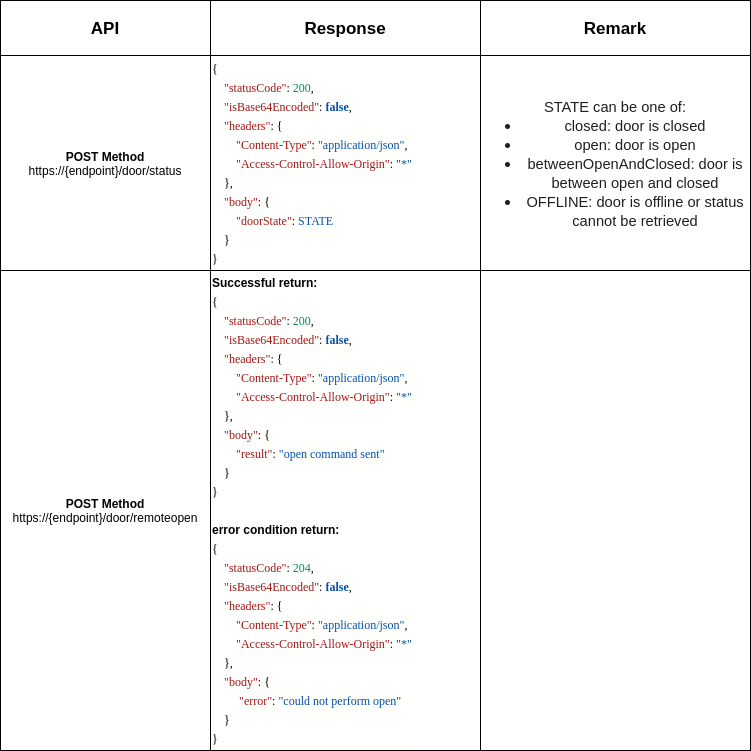 API
Response
Remark
POST Method
https://{endpoint}/door/status
{
"statusCode": 200,
"isBase64Encoded": false,
"headers": {
"Content-Type": "application/json",
"Access-Control-Allow-Origin": "*"
},
"body": {
"doorState": STATE
}
}
STATE can be one of:
• closed: door is closed
• open: door is open
• betweenOpenAndClosed: door is
between open and closed
• OFFLINE: door is offline or status
cannot be retrieved
POST Method
https://{endpoint}/door/remoteopen
Successful return:
{
"statusCode": 200,
"isBase64Encoded": false,
"headers": {
"Content-Type": "application/json",
"Access-Control-Allow-Origin": "*"
},
"body": {
"result": "open command sent"
}
}
error condition return:
{
"statusCode": 204,
"isBase64Encoded": false,
"headers": {
"Content-Type": "application/json",
"Access-Control-Allow-Origin": "*"
},
"body": {
"error": "could not perform open"
}
}